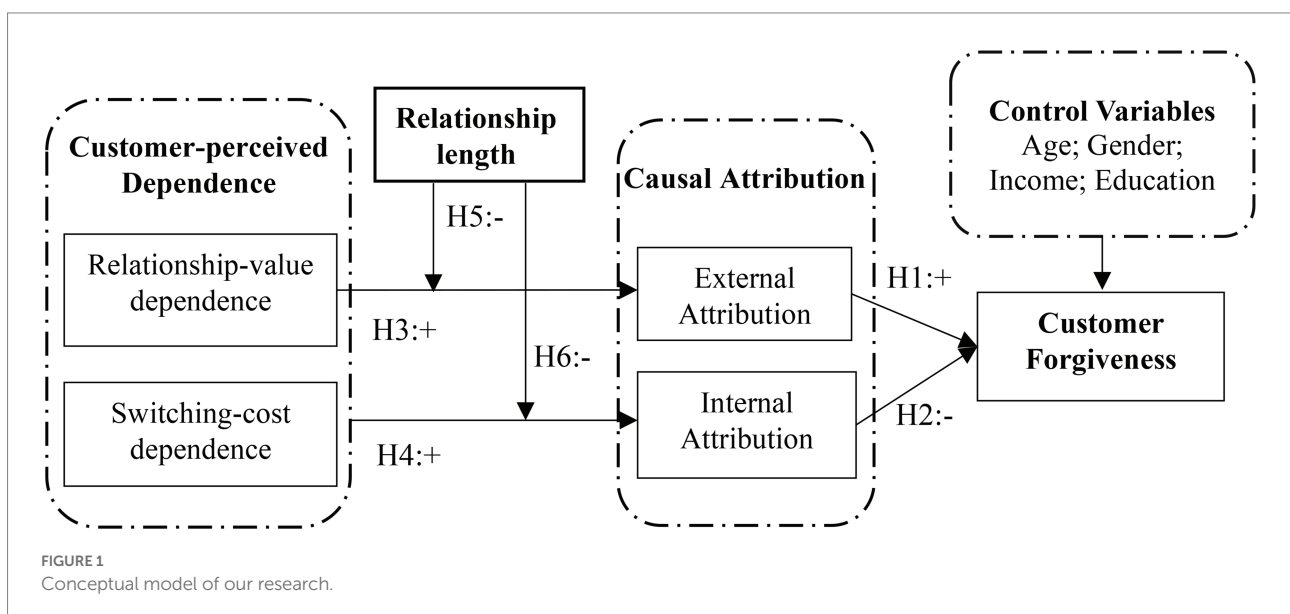 Customer-perceived
Dependence
Relationship-value
dependence
Switching-cost
dependence
Relationship
length
H5:-
H3:+
H6:-
H4:+
Causal Attribution
External
Attribution
Internal
Attribution
H1:+
H2:-
Control Variables
Age; Gender;
Income; Education
Customer
Forgiveness
FIGURE 1
Conceptual model of our research.